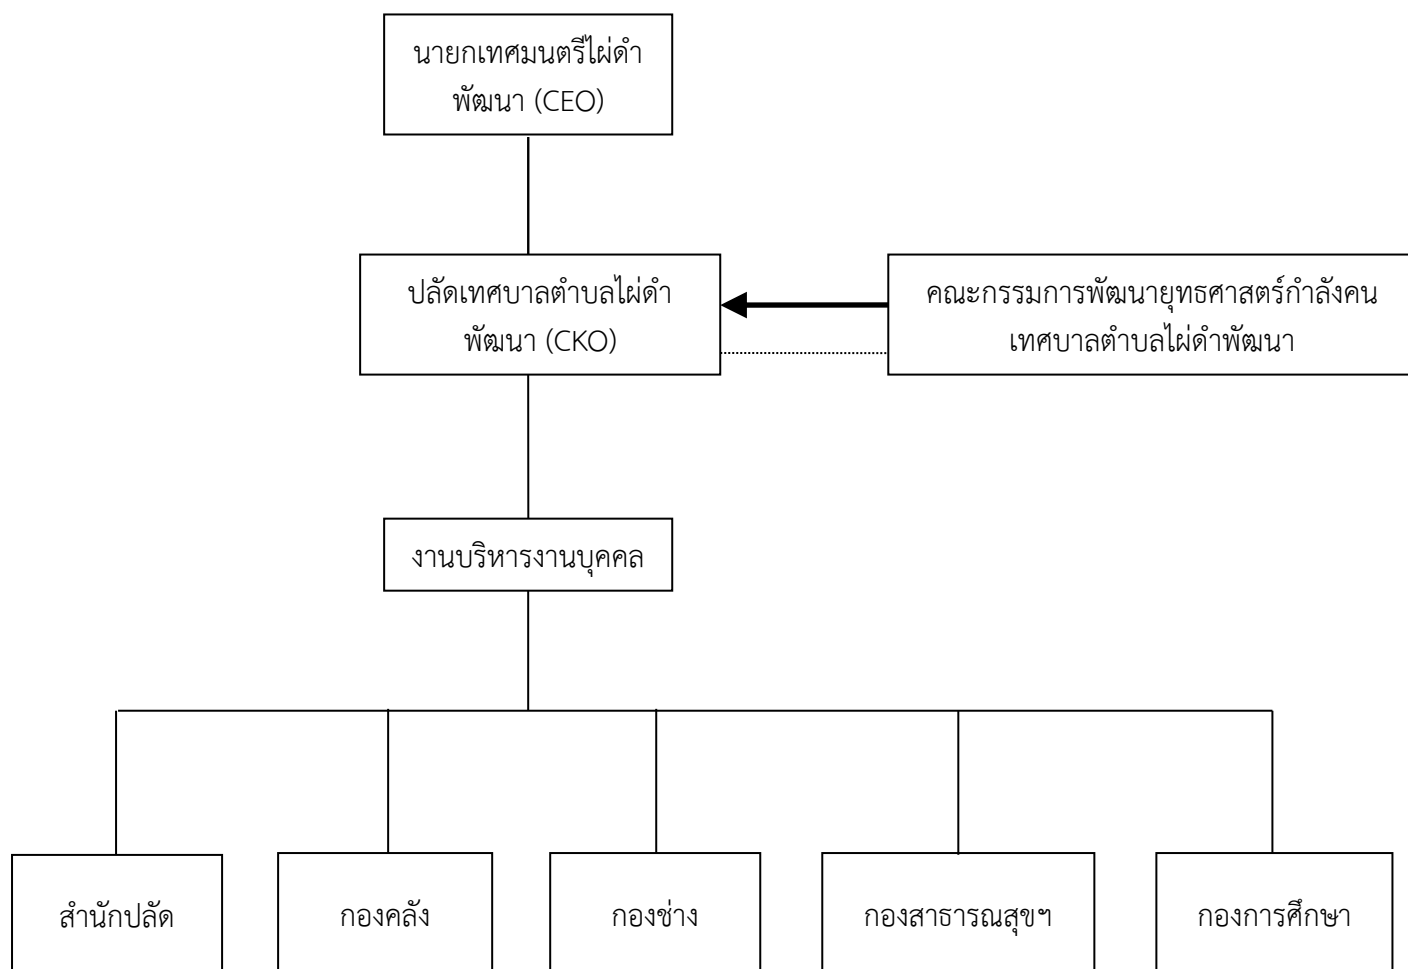 นายกเทศมนตรีไผ่ดำ
พัฒนา (CEO)
ปลัดเทศบาลตำบลไผ่ดำ
พัฒนา (CKO)
คณะกรรมการพัฒนายุทธศาสตร์กำลังคน
เทศบาลตำบลไผ่ดำพัฒนา
งานบริหารงานบุคคล
สำนักปลัด
กองคลัง
กองช่าง
กองสาธารณสุขฯ
กองการศึกษา